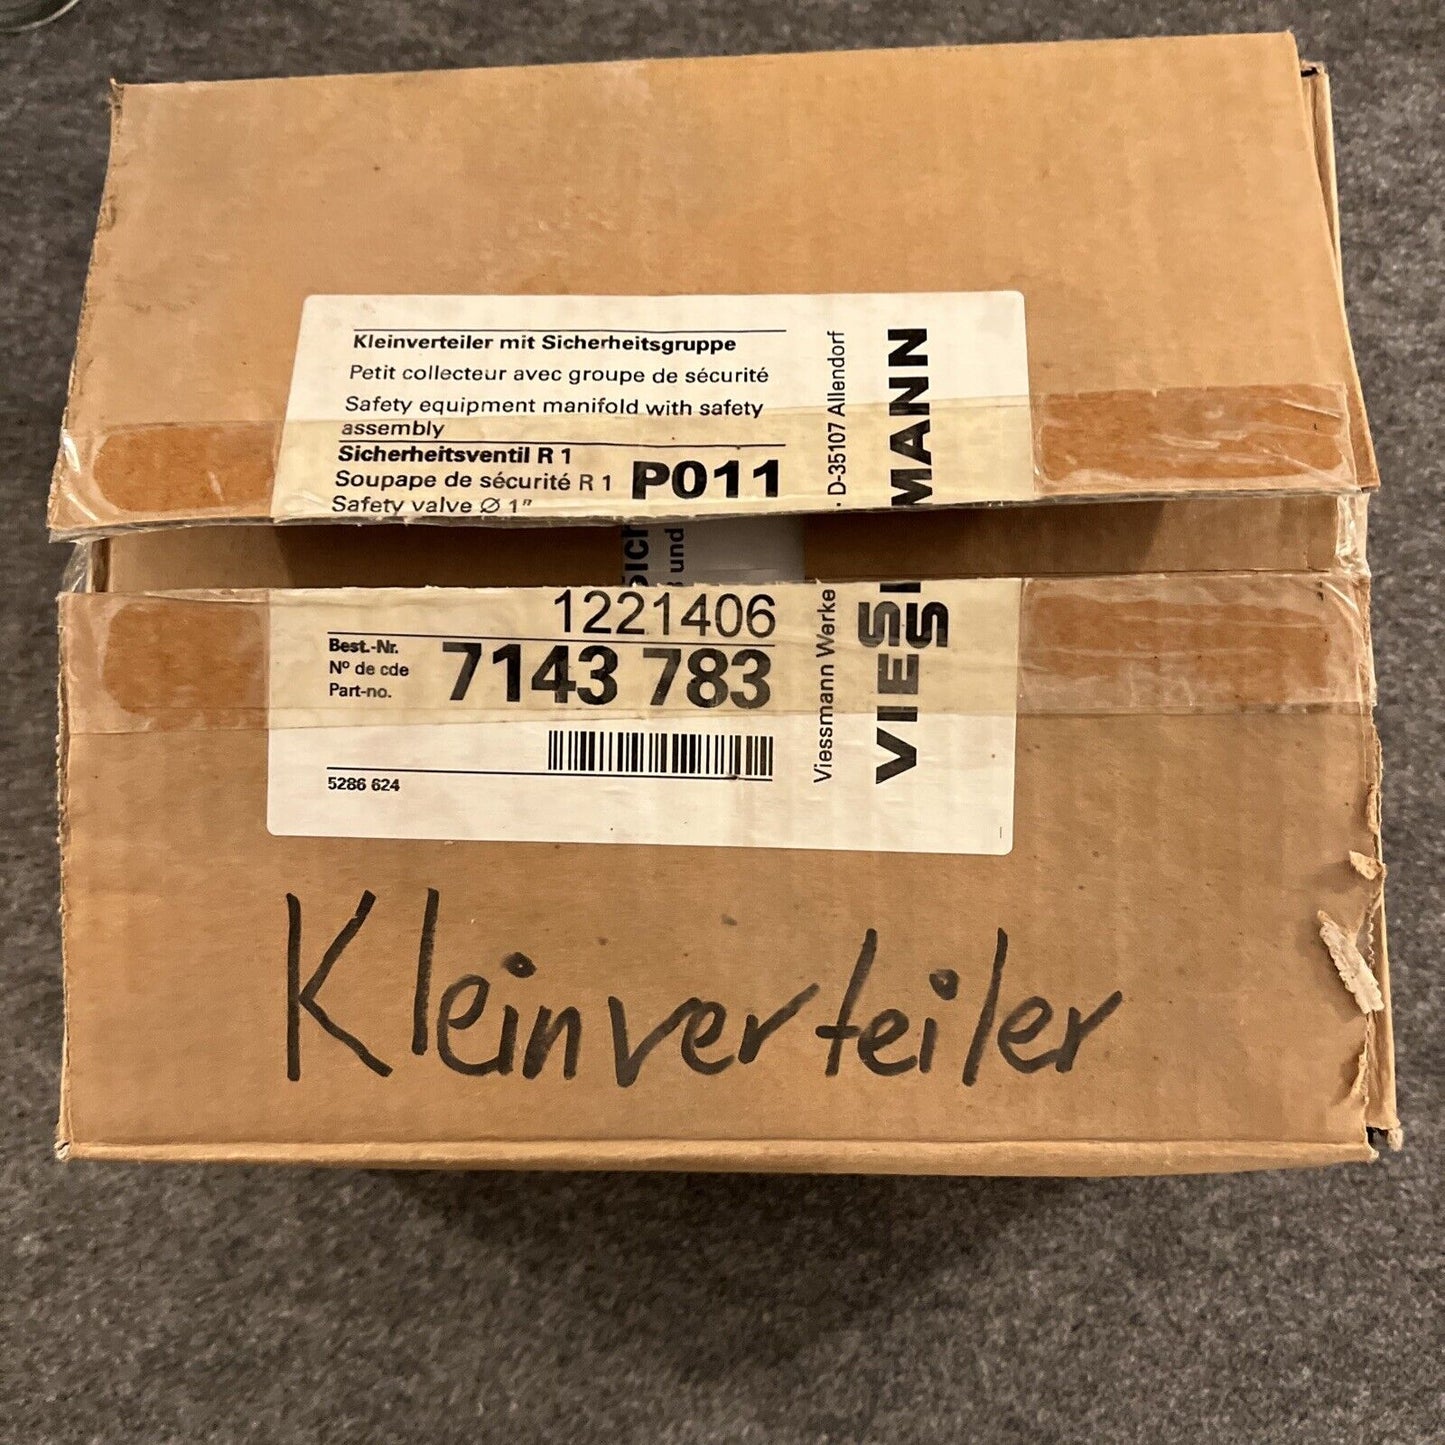 Kleinverteiler mit Sicherheitsgruppe
Petit collecteur avec groupe de sécurité
Safety equipment manifold with safety
assembly
Sicherheitsventil R 1
Soupape de sécurité R 1
Safety valve Ø 1"
P011
und
1221406
Best.-Nr.
Nº de cde
Part-no.
7143 783
5286 624
Viessmann Werke · D-35107 Allendorf
VIESSMANN
Kleinverteiler